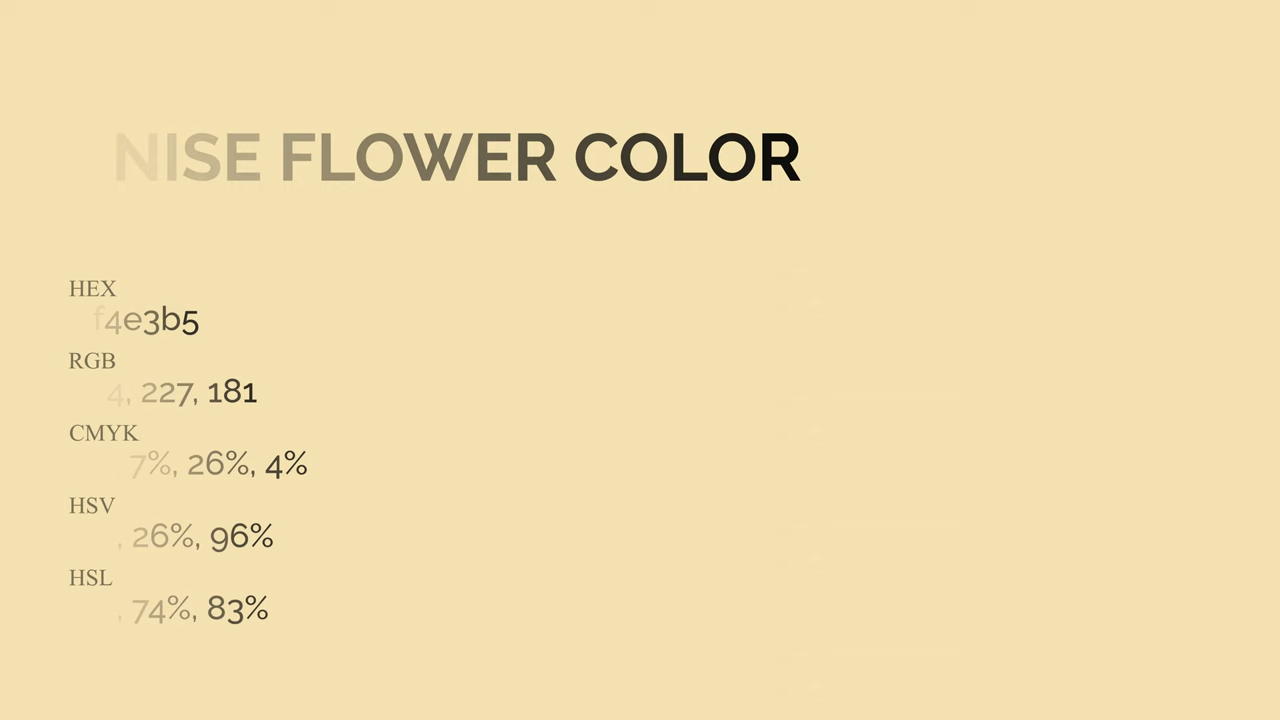 NISE FLOWER COLOR
HEX
f4e3b5
RGB
4, 227, 181
CMYK
7%, 26%, 4%
HSV
, 26%, 96%
HSL
, 74%, 83%